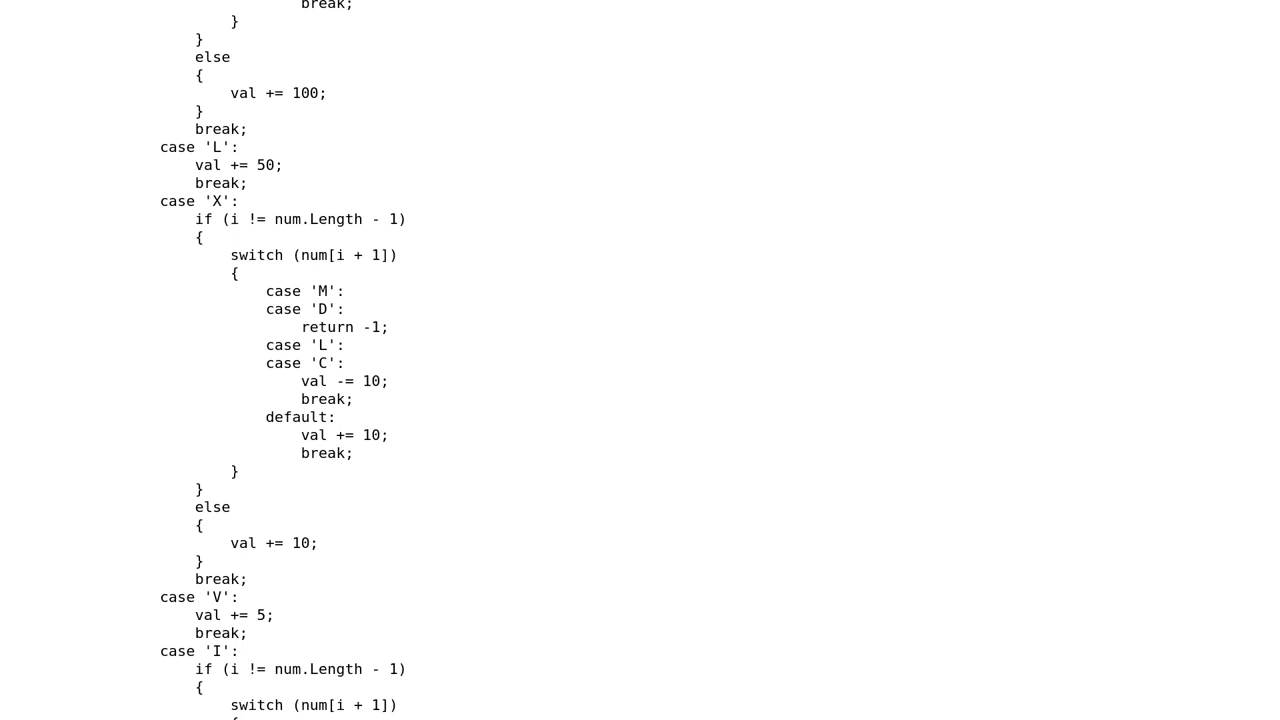 break;
        }
    }
    else
    {
        val += 100;
    }
    break;
case 'L':
    val += 50;
    break;
case 'X':
    if (i != num.Length - 1)
    {
        switch (num[i + 1])
        {
            case 'M':
            case 'D':
                return -1;
            case 'L':
            case 'C':
                val -= 10;
                break;
            default:
                val += 10;
                break;
        }
    }
    else
    {
        val += 10;
    }
    break;
case 'V':
    val += 5;
    break;
case 'I':
    if (i != num.Length - 1)
    {
        switch (num[i + 1])
        {